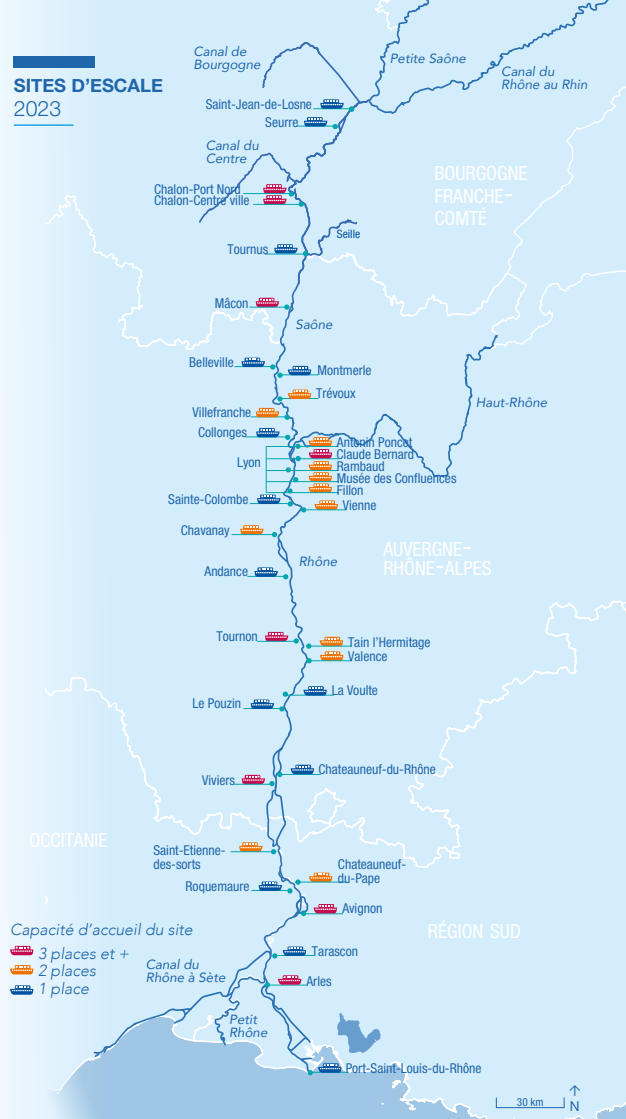 SITES D'ESCALE
2023
Canal de
Bourgogne
Petite Saône
Canal du
Rhône au Rhin
Saint-Jean-de-Losne
Seurre
Canal du
Centre
BOURGOGNE
FRANCHE-
COMTÉ
Chalon-Port Nord
Chalon-Centre ville
Seille
Tournus
Mâcon
Saône
Belleville
Montmerle
Trévoux
Haut-Rhône
Villefranche
Collonges
Antonin Poncet
Claude Bernard
Lyon
Rambaud
Musée des Confluences
Fillon
Sainte-Colombe
Vienne
Chavanay
AUVERGNE-
RHÔNE-ALPES
Rhône
Andance
Tournon
Tain l'Hermitage
Valence
La Voulte
Le Pouzin
Chateauneuf-du-Rhône
Viviers
OCCITANIE
Saint-Etienne-
des-sorts
Chateauneuf-
du-Pape
Roquemaure
Avignon
RÉGION SUD
Capacité d'accueil du site
3 places et +
2 places
1 place
Tarascon
Canal du
Rhône à Sète
Arles
Petit
Rhône
Port-Saint-Louis-du-Rhône
30 km
N